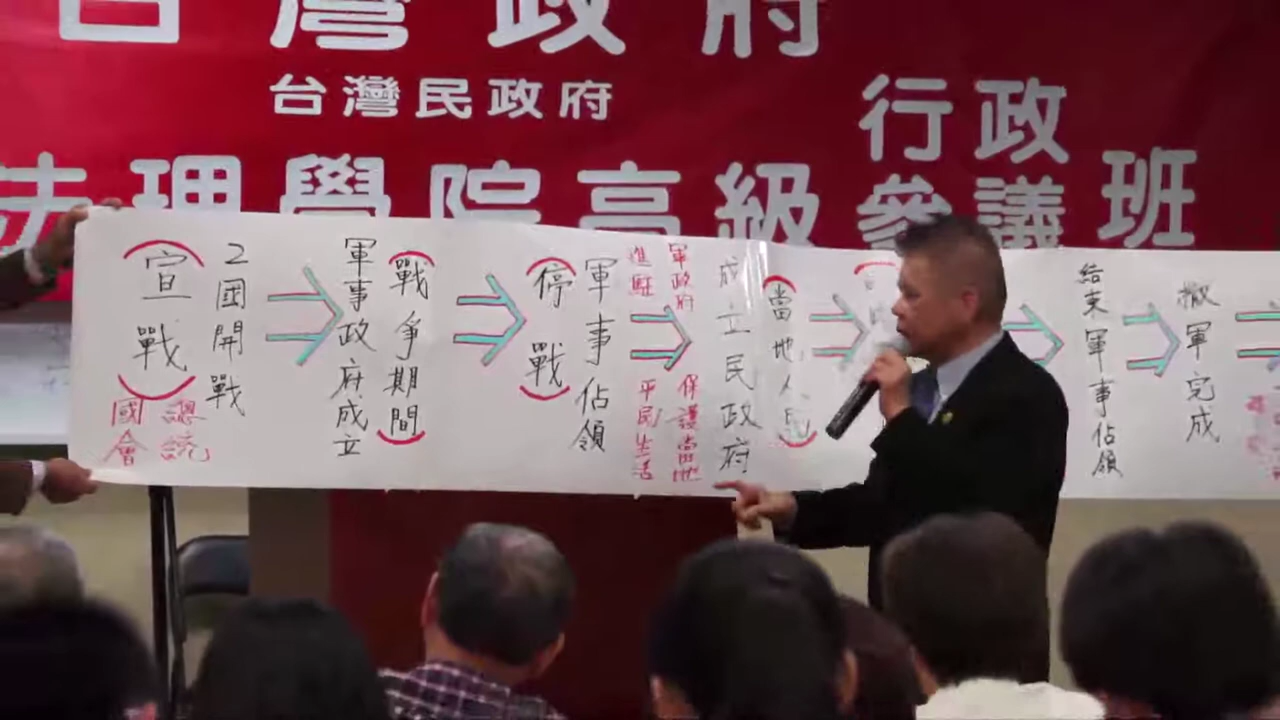 台灣政府
台灣民政府
法理學院高級
行政
參議
班
2國開戰
(宣戰)
總統
國會
(戰爭期間)
軍事政府成立
軍事佔領
(停戰)
軍政府
進駐
保護當地
平民生活
(當地人民)
成立民政府
結束軍事佔領
撤軍完成